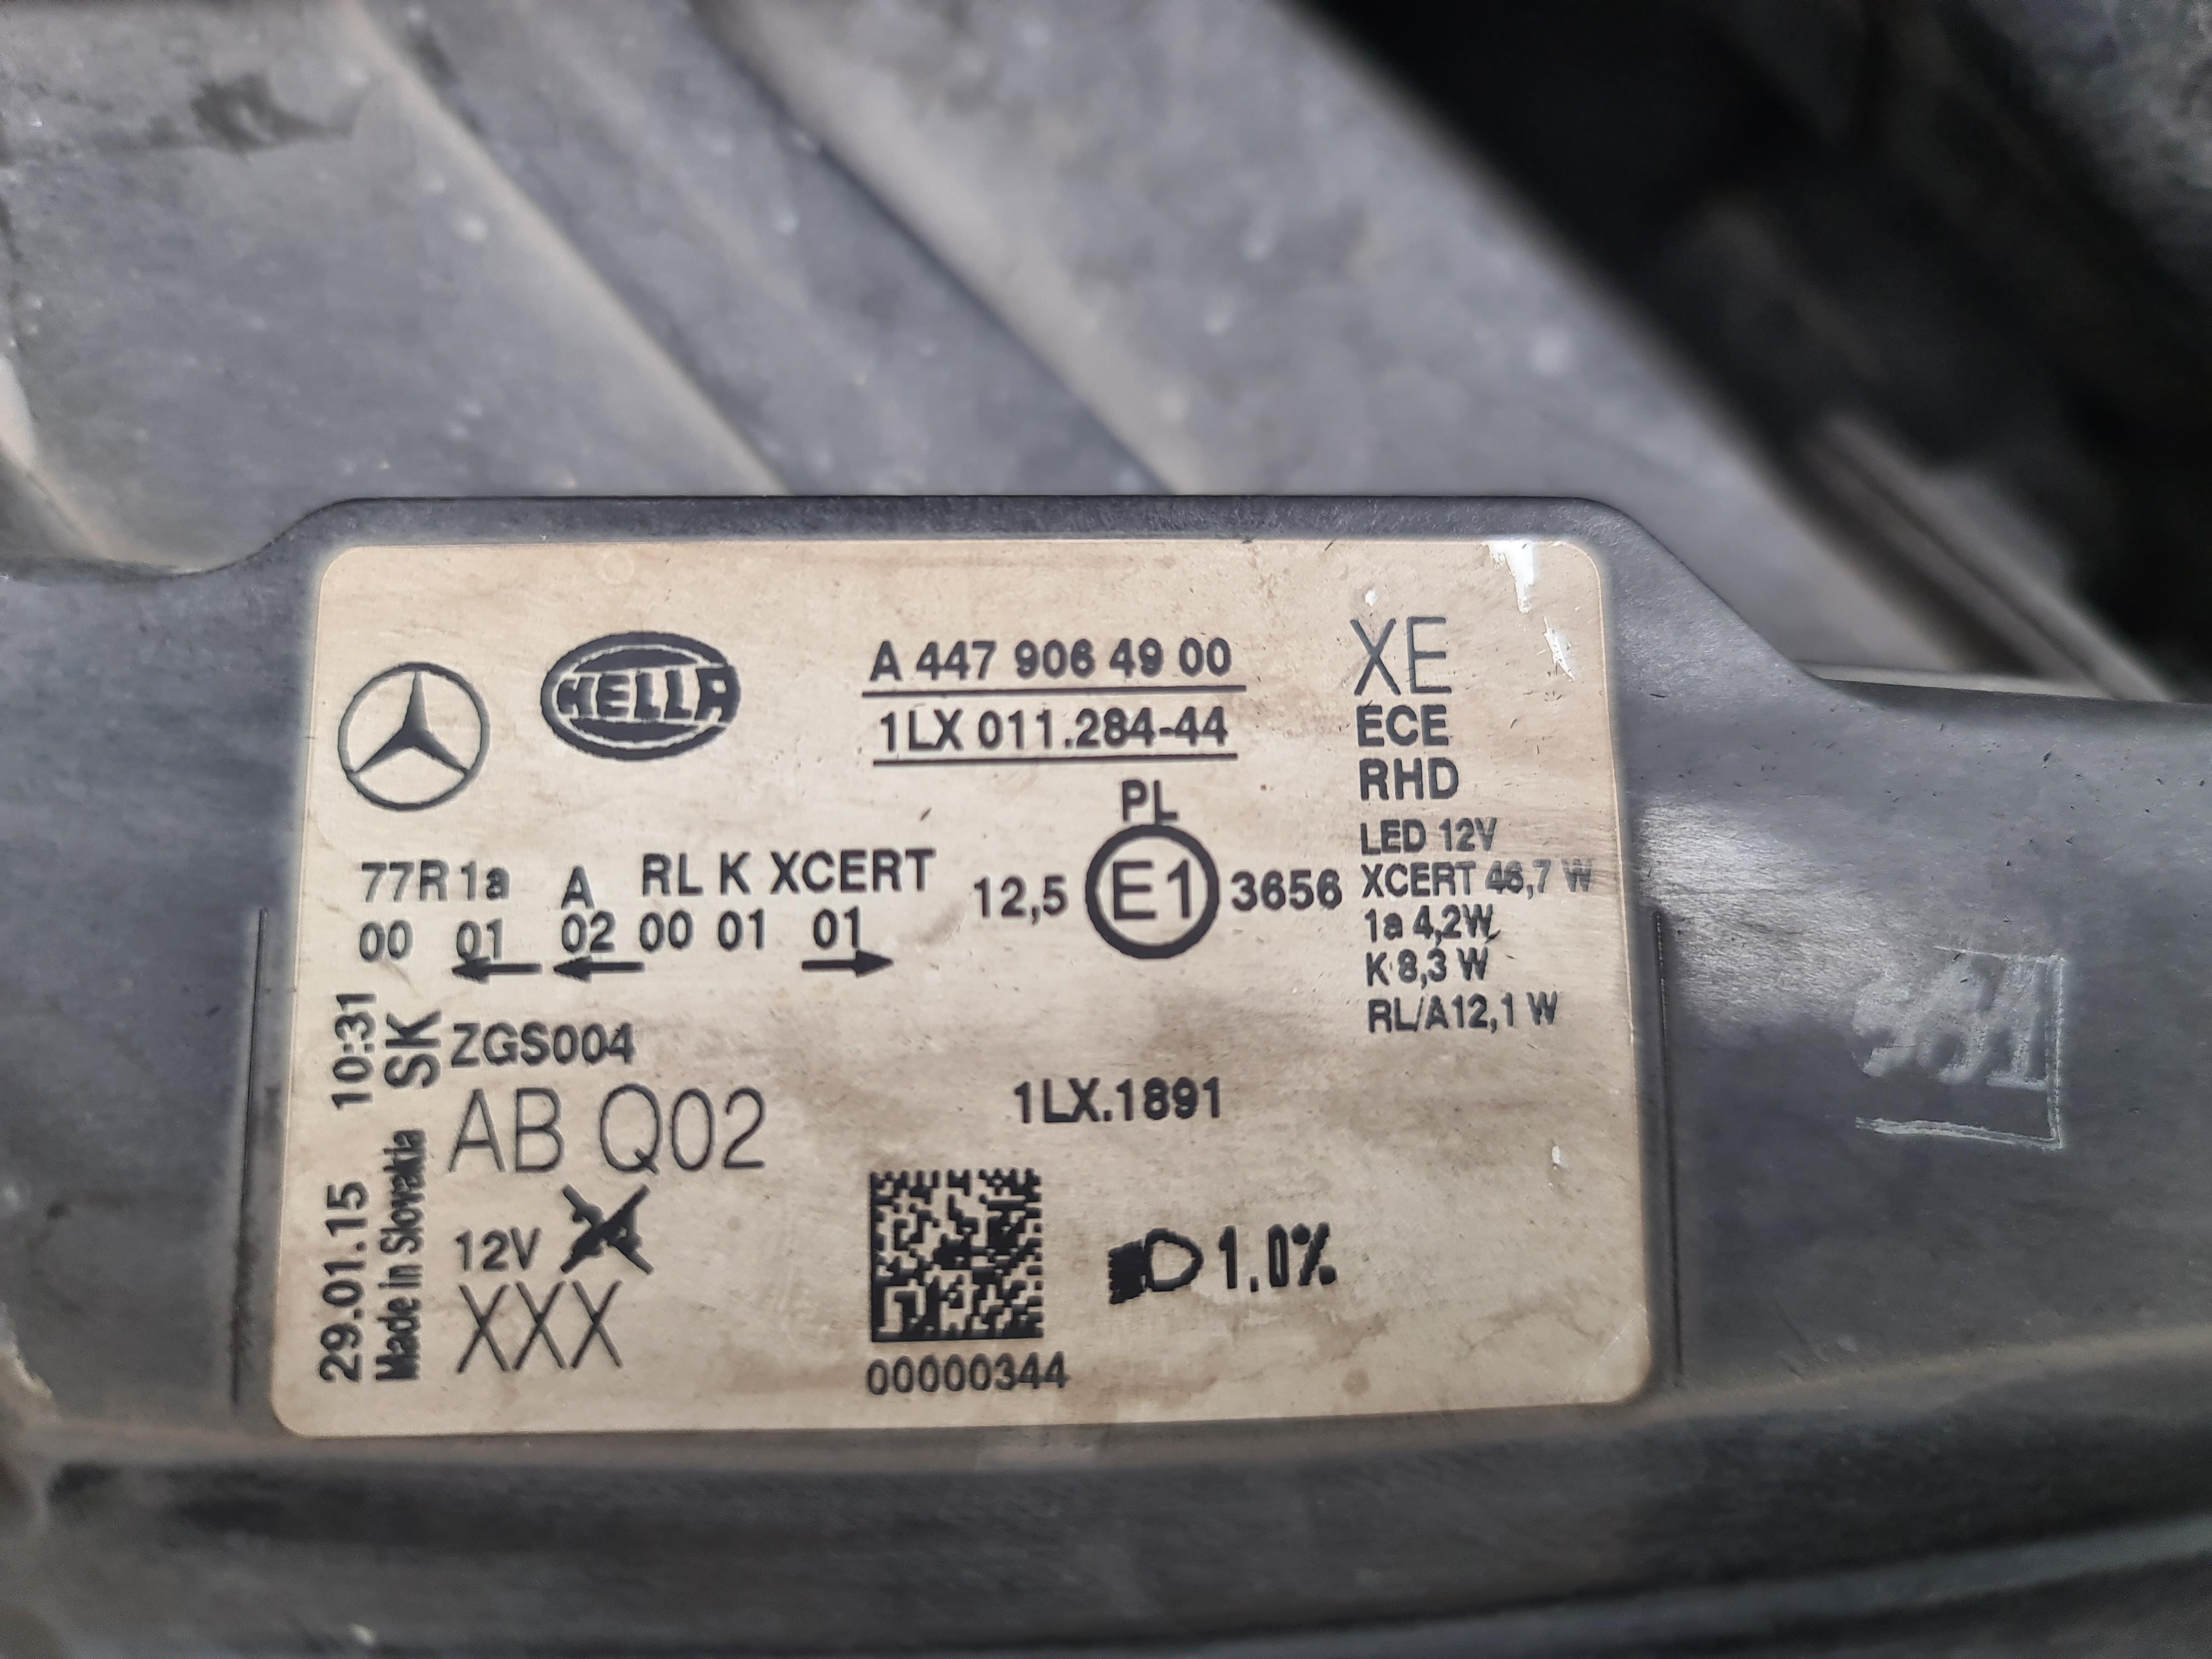 HELLA
A 447 906 49 00
1LX 011.284-44
XE
ECE
RHD
PL
LED 12V
XCERT 46,7 W
1a 4,2W
K 8,3 W
RL/A12,1 W
77R 1a A RL K XCERT
00 01 02 00 01 01
12,5 E1 3656
29.01.15 10:31
Made in Slovakia SK
ZGS004
AB Q02
1LX.1891
12V
XXX
1.0%
00000344